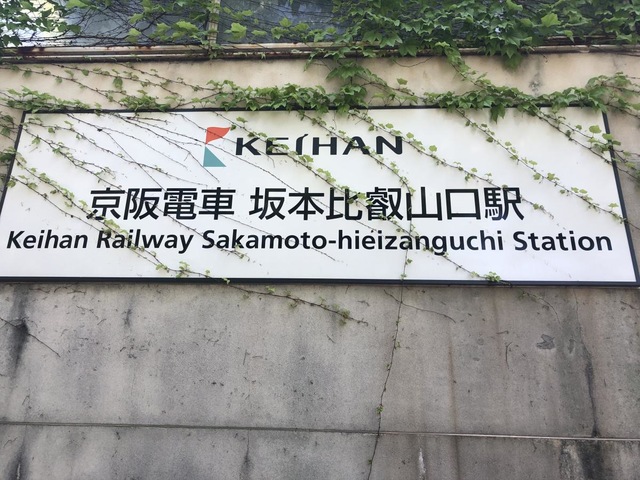 KEIHAN
京阪電車 坂本比叡山口駅
Keihan Railway Sakamoto-hieizanguchi Station